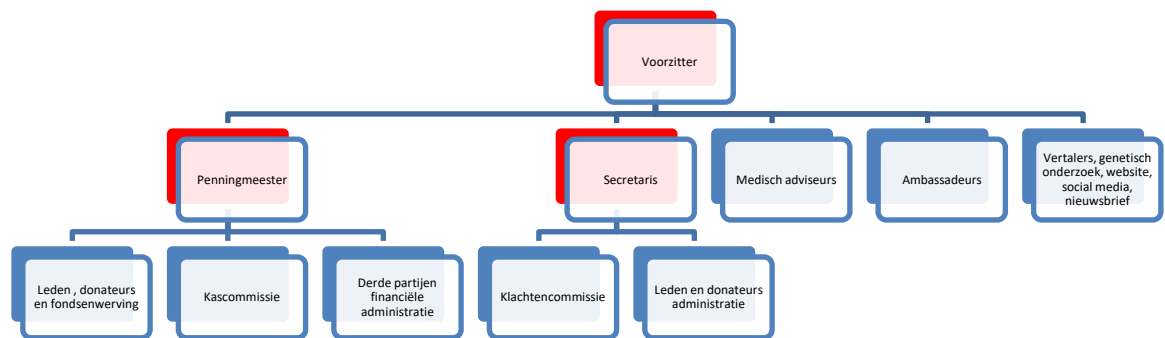 Voorzitter
Penningmeester
Secretaris
Medisch adviseurs
Ambassadeurs
Vertalers, genetisch
onderzoek, website,
social media,
nieuwsbrief
Leden , donateurs
en fondsenwerving
Kascommissie
Derde partijen
financiële
administratie
Klachtencommissie
Leden en donateurs
administratie